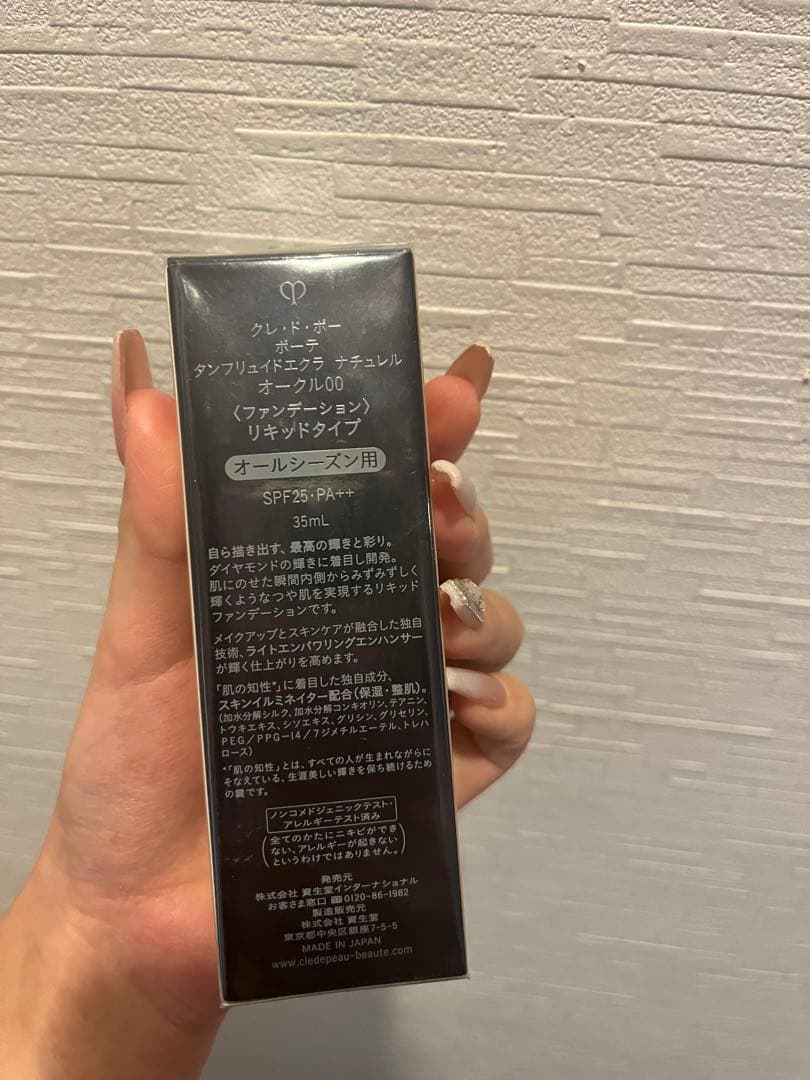 クレ・ド・ポー
ボーテ
タンフリュイドエクラ ナチュレル
オークル00
〈ファンデーション〉
リキッドタイプ
オールシーズン用
SPF25・PA++
35mL
自ら描き出す、最高の輝きと彩り。
ダイヤモンドの輝きに着目し開発。
肌にのせた瞬間内側からみずみずしく
輝くようなつや肌を実現するリキッド
ファンデーションです。
メイクアップとスキンケアが融合した独自
技術、ライトエンパワリングエンハンサー
が輝く仕上がりを高めます。
「肌の知性*」に着目した独自成分、
スキンイルミネイター配合(保湿・整肌)。
(加水分解シルク、加水分解コンキオリン、テアニン、
トウキエキス、シソエキス、グリシン、グリセリン、
PEG/PPG-14/7ジメチルエーテル、トレハ
ロース)
*「肌の知性」とは、すべての人が生まれながらに
そなえている、生涯美しい輝きを保ち続けるため
の鍵です。
ノンコメドジェニックテスト・
アレルギーテスト済み
(全てのかたにニキビができ
ない、アレルギーが起きない
というわけではありません。)
発売元
株式会社 資生堂インターナショナル
お客さま窓口 0120-86-1982
製造販売元
株式会社 資生堂
東京都中央区銀座7-5-5
MADE IN JAPAN
www.cledepeau-beaute.com